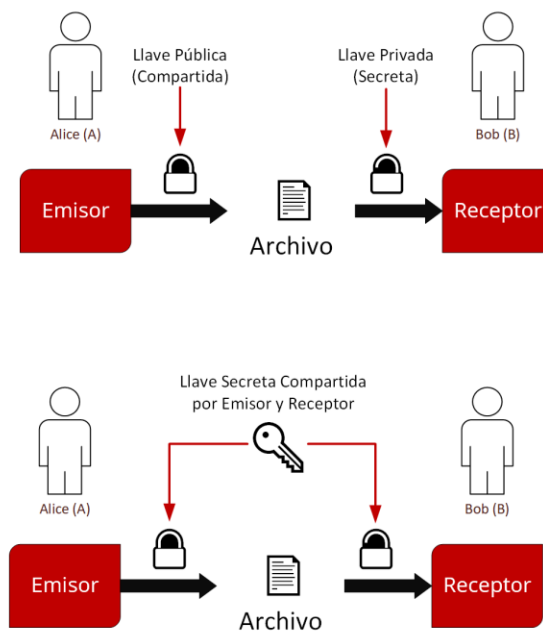 Llave Pública
(Compartida)
Llave Privada
(Secreta)
Alice (A)
Bob (B)
Emisor
Receptor
Archivo
Llave Secreta Compartida
por Emisor y Receptor
Alice (A)
Bob (B)
Emisor
Receptor
Archivo